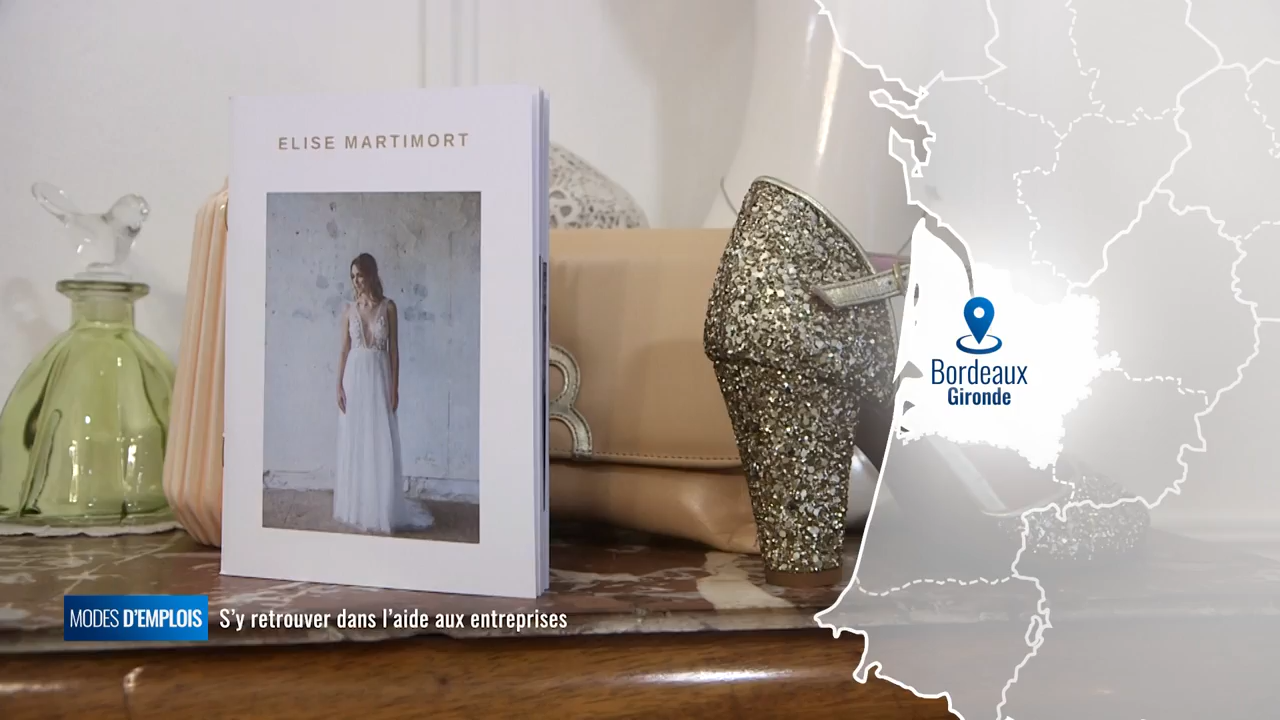 ELISE MARTIMORT
Bordeaux
Gironde
MODES D'EMPLOIS S'y retrouver dans l'aide aux entreprises